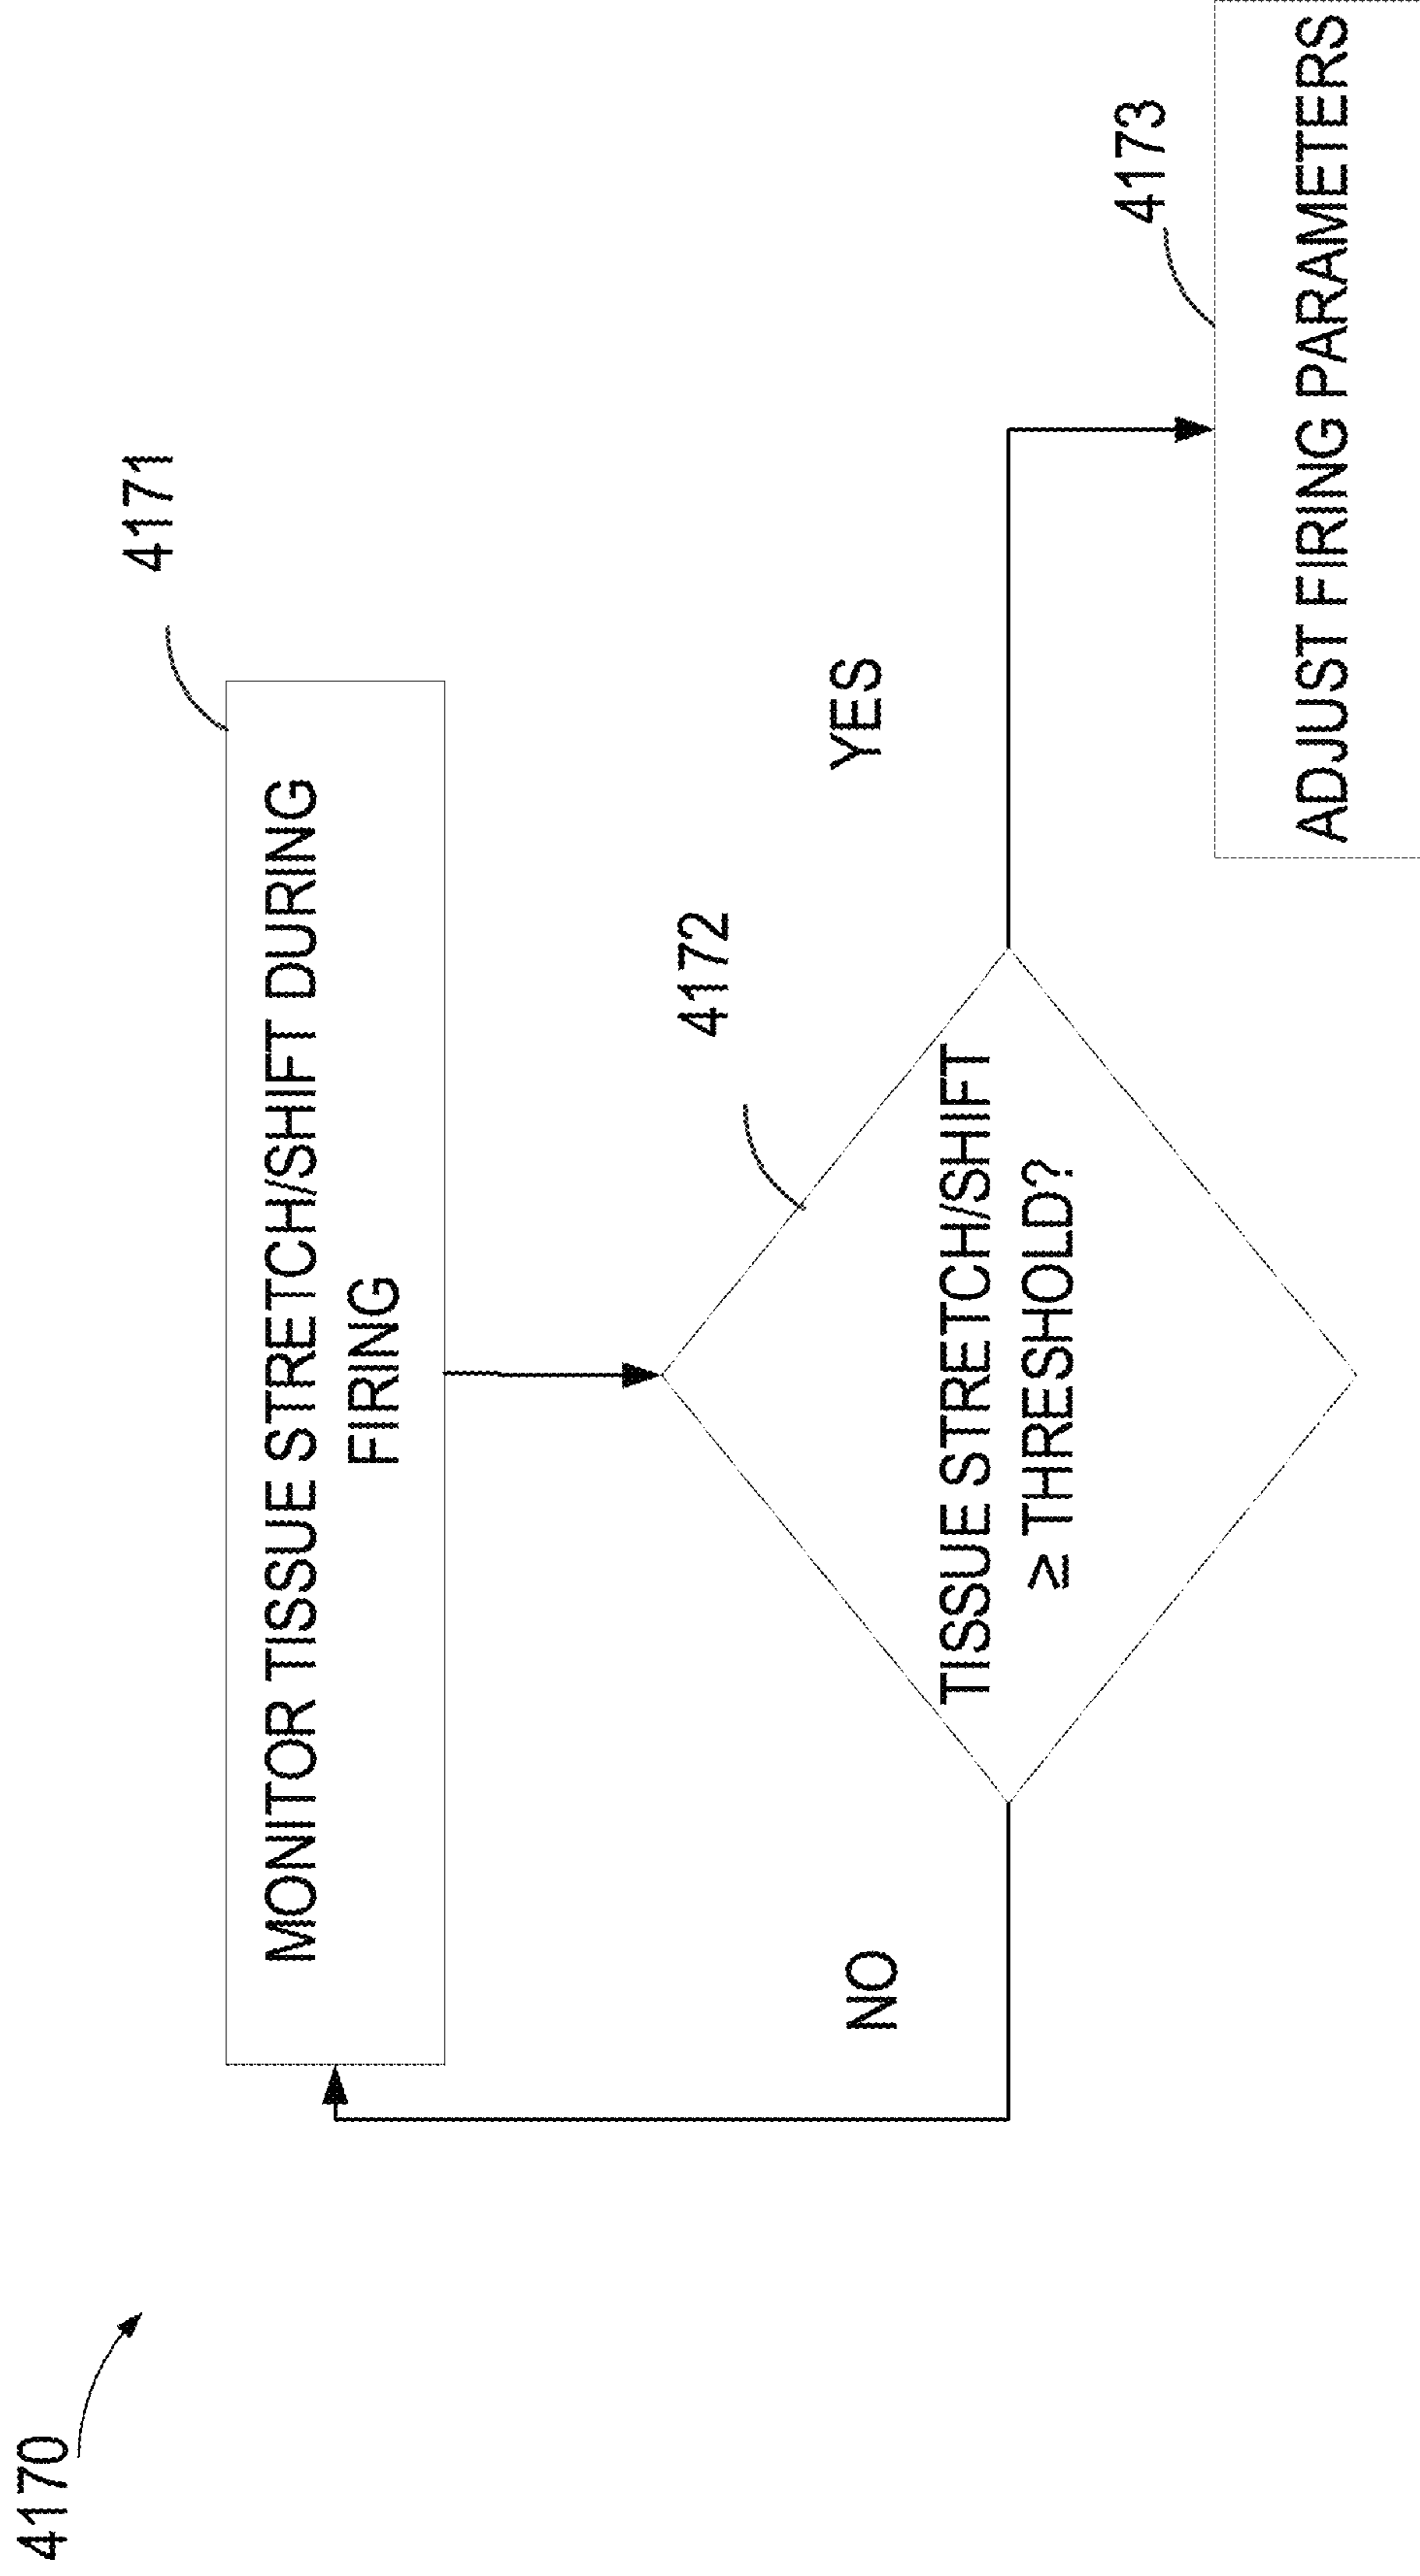 4170
4171
MONITOR TISSUE STRETCH/SHIFT DURING
FIRING
4172
TISSUE STRETCH/SHIFT
≥ THRESHOLD?
NO
YES
4173
ADJUST FIRING PARAMETERS